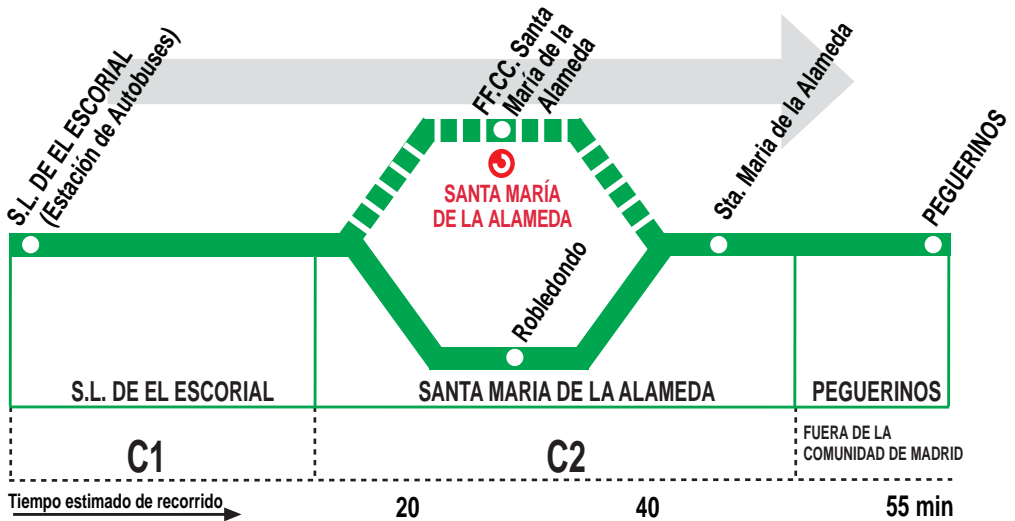 S.L. DE EL ESCORIAL
(Estación de Autobuses)
FF.CC. Santa
María de la
Alameda
SANTA MARÍA
DE LA ALAMEDA
Robledondo
Sta. Maria de la Alameda
PEGUERINOS
S.L. DE EL ESCORIAL
SANTA MARIA DE LA ALAMEDA
PEGUERINOS
C1
C2
FUERA DE LA
COMUNIDAD DE MADRID
Tiempo estimado de recorrido
20
40
55 min